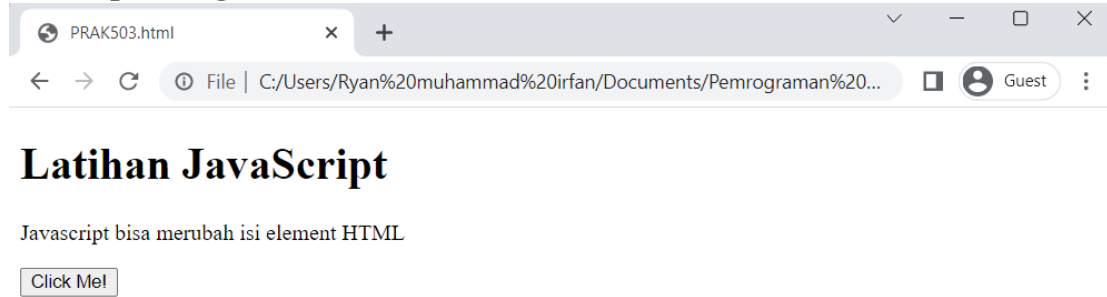 PRAK503.html
File | C:/Users/Ryan%20muhammad%20irfan/Documents/Pemrograman%20...
Guest
Latihan JavaScript
Javascript bisa merubah isi element HTML
Click Me!